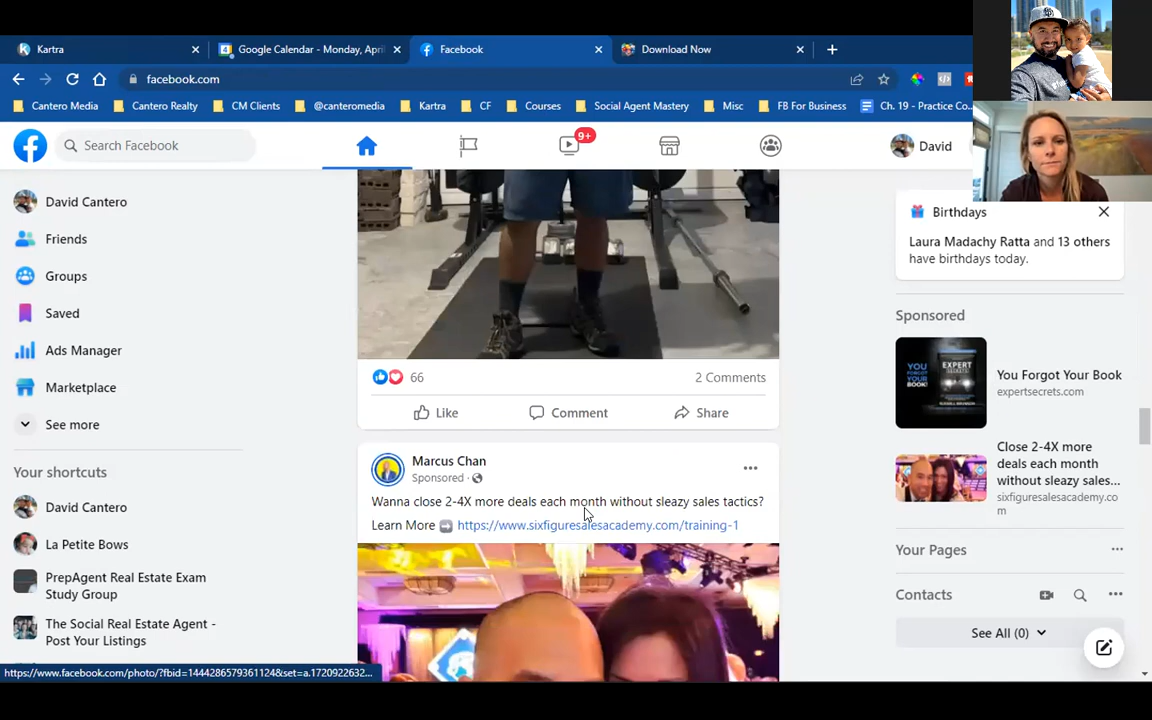 Kartra
Google Calendar - Monday, April
Facebook
Download Now
facebook.com
Cantero Media
Cantero Realty
CM Clients
@canteromedia
Kartra
CF
Courses
Social Agent Mastery
Misc
FB For Business
Ch. 19 - Practice Co...
Search Facebook
9+
David
David Cantero
Friends
Groups
Saved
Ads Manager
Marketplace
See more
Your shortcuts
David Cantero
La Petite Bows
PrepAgent Real Estate Exam
Study Group
The Social Real Estate Agent -
Post Your Listings
https://www.facebook.com/photo/?fbid=1444286579361124&set=a.1720922632...
66
2 Comments
Like
Comment
Share
Marcus Chan
Sponsored ·
Wanna close 2-4X more deals each month without sleazy sales tactics?
Learn More ➡ https://www.sixfiguresalesacademy.com/training-1
Birthdays
Laura Madachy Ratta and 13 others
have birthdays today.
Sponsored
YOU
FORGOT
YOUR
BOOK!
EXPERT
SECRETS
You Forgot Your Book
expertsecrets.com
Close 2-4X more
deals each month
without sleazy sales...
sixfiguresalesacademy.co
m
Your Pages
Contacts
See All (0)